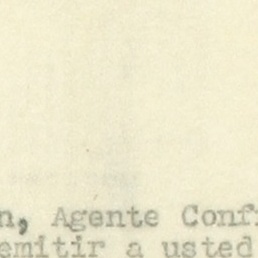 n, Agente Conf
emitir a usted